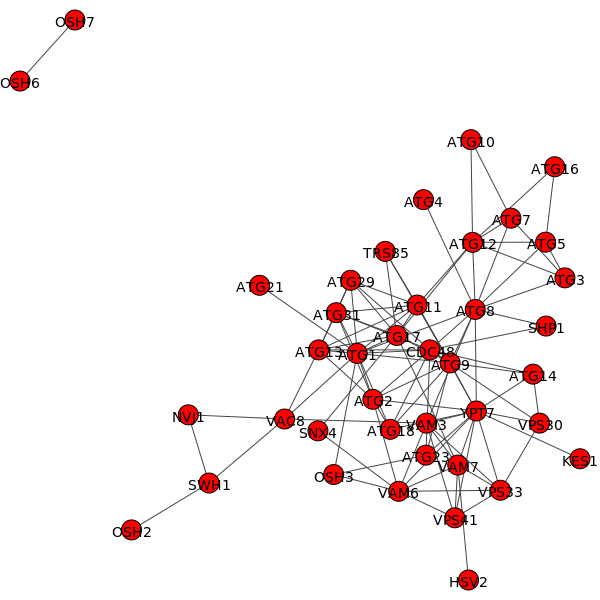 OSH7
OSH6
ATG10
ATG16
ATG4
ATG7
ATG12
ATG5
TRS85
ATG3
ATG29
ATG21
ATG11
ATG31
ATG8
SHP1
ATG17
ATG13
ATG1
CDC48
ATG9
ATG14
ATG2
NVJ1
VAC8
SNX4
ATG18
VAM3
YPT7
VPS30
ATG23
KES1
VAM7
OSH3
SWH1
VAM6
VPS33
VPS41
OSH2
HSV2